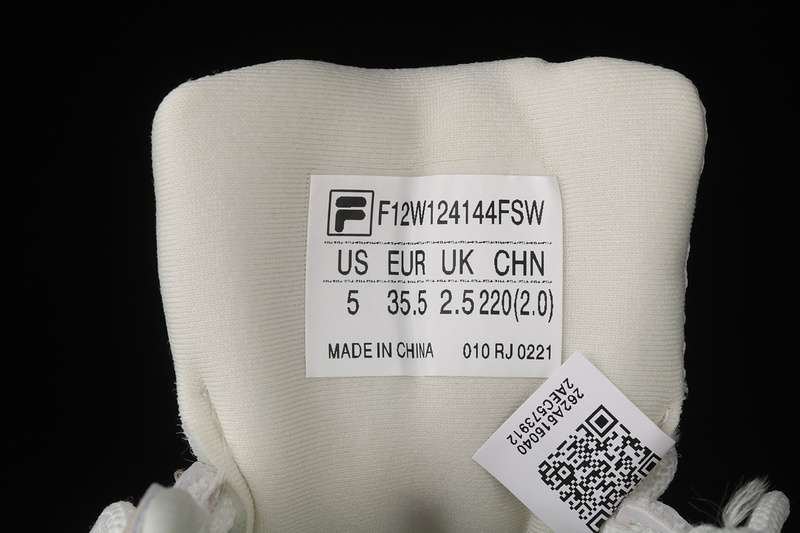 F F12W124144FSW
US EUR UK CHN
5 35.5 2.5 220(2.0)
MADE IN CHINA 010 RJ 0221
262A516040
2AEC573912